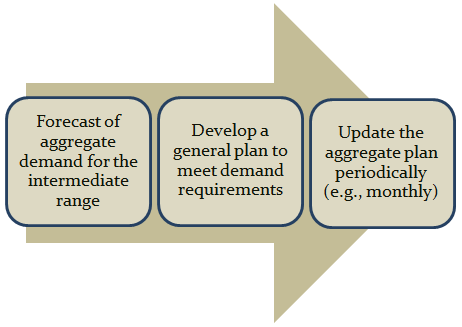 Forecast of
aggregate
demand for the
intermediate
range
Develop a
general plan to
meet demand
requirements
Update the
aggregate plan
periodically
(e.g., monthly)